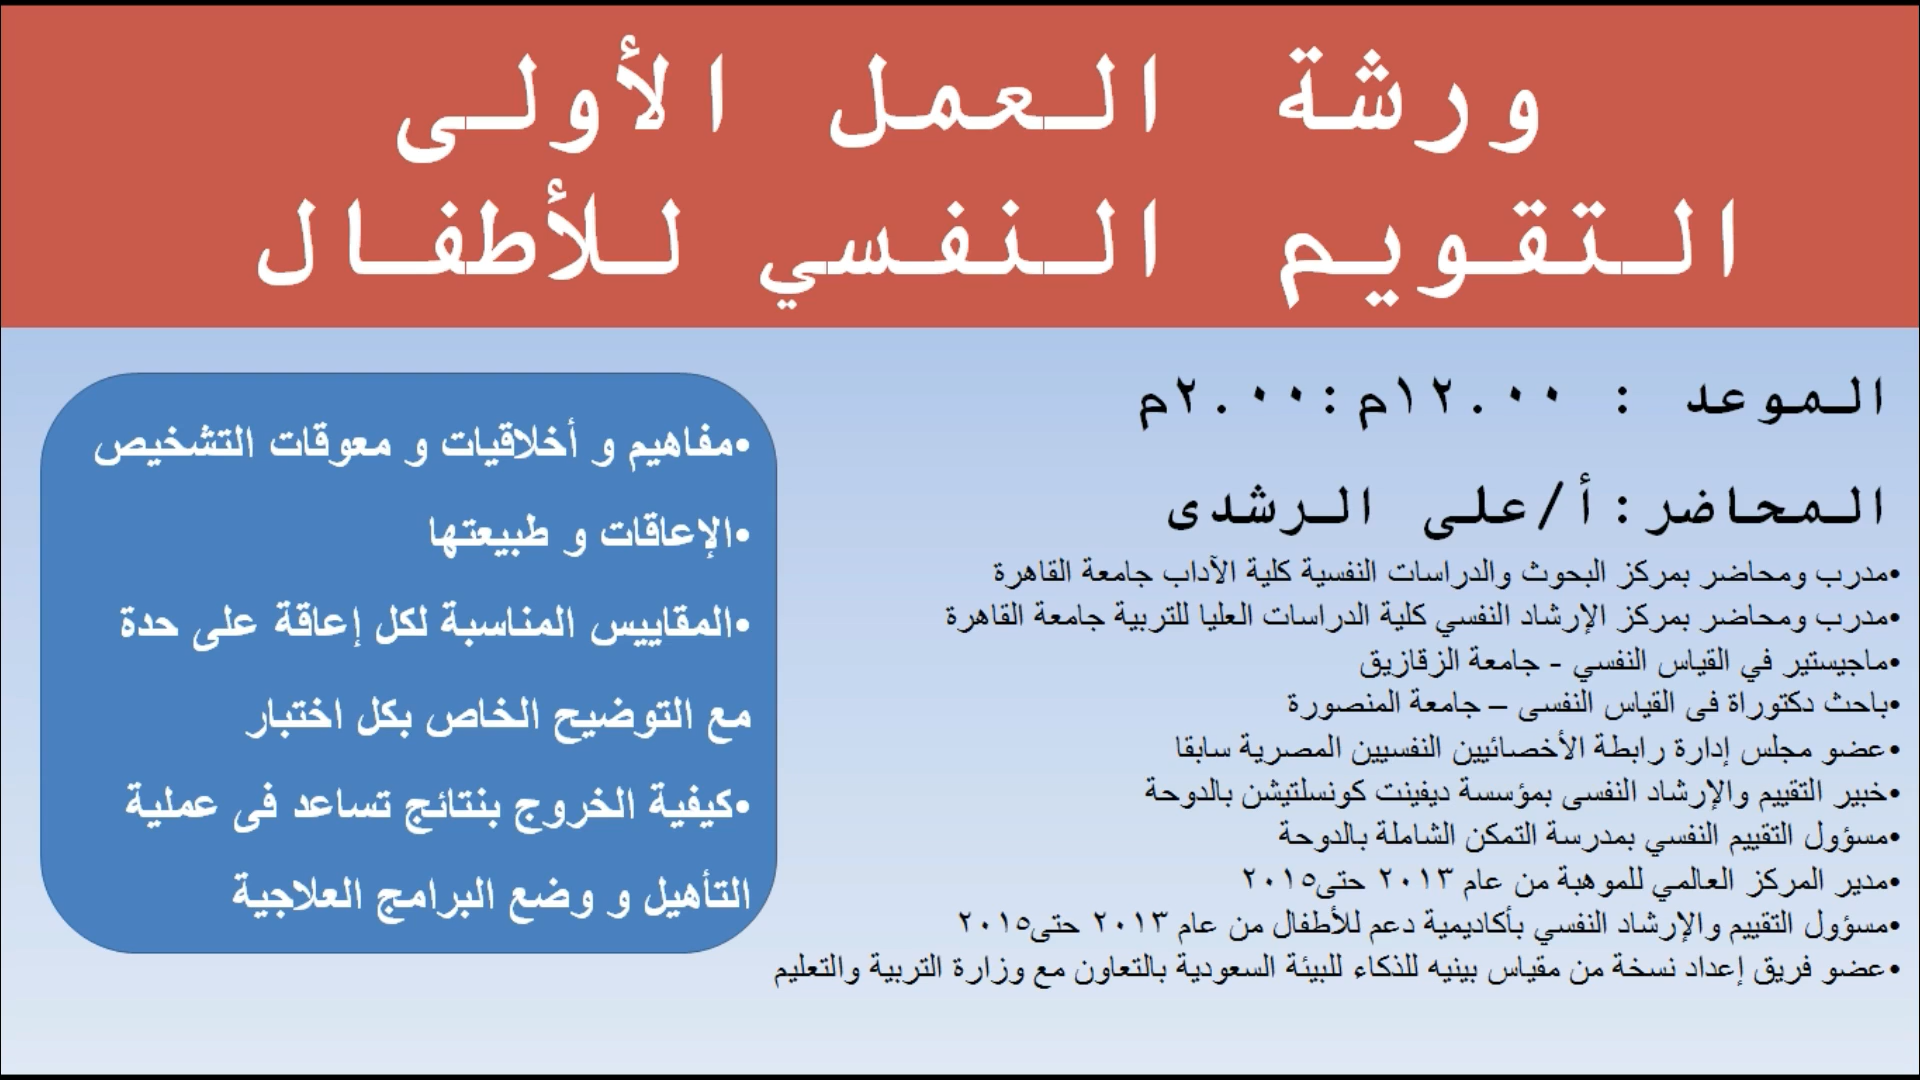 ورشة العمل الأولى
التقويم النفسي للأطفال
الموعد : ١٢.٠٠م:٢.٠٠م
المحاضر:أ/على الرشدى
•مدرب ومحاضر بمركز البحوث والدراسات النفسية كلية الآداب جامعة القاهرة
•مدرب ومحاضر بمركز الإرشاد النفسي كلية الدراسات العليا للتربية جامعة القاهرة
•ماجيستير في القياس النفسي - جامعة الزقازيق
•باحث دكتوراة فى القياس النفسى – جامعة المنصورة
•عضو مجلس إدارة رابطة الأخصائيين النفسيين المصرية سابقا
•خبير التقييم والإرشاد النفسى بمؤسسة ديفينت كونسلتيشن بالدوحة
•مسؤول التقييم النفسي بمدرسة التمكن الشاملة بالدوحة
•مدير المركز العالمي للموهبة من عام ٢٠١٣ حتى٢٠١٥
•مسؤول التقييم والإرشاد النفسي بأكاديمية دعم للأطفال من عام ٢٠١٣ حتى٢٠١٥
•عضو فريق إعداد نسخة من مقياس بينيه للذكاء للبيئة السعودية بالتعاون مع وزارة التربية والتعليم
•مفاهيم و أخلاقيات و معوقات التشخيص
•الإعاقات و طبيعتها
•المقاييس المناسبة لكل إعاقة على حدة
مع التوضيح الخاص بكل اختبار
•كيفية الخروج بنتائج تساعد فى عملية
التأهيل و وضع البرامج العلاجية